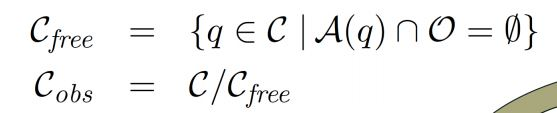 𝒞_free = {q ∈ 𝒞 | 𝒜(q) ∩ 𝒪 = ∅}
𝒞_obs = 𝒞/𝒞_free